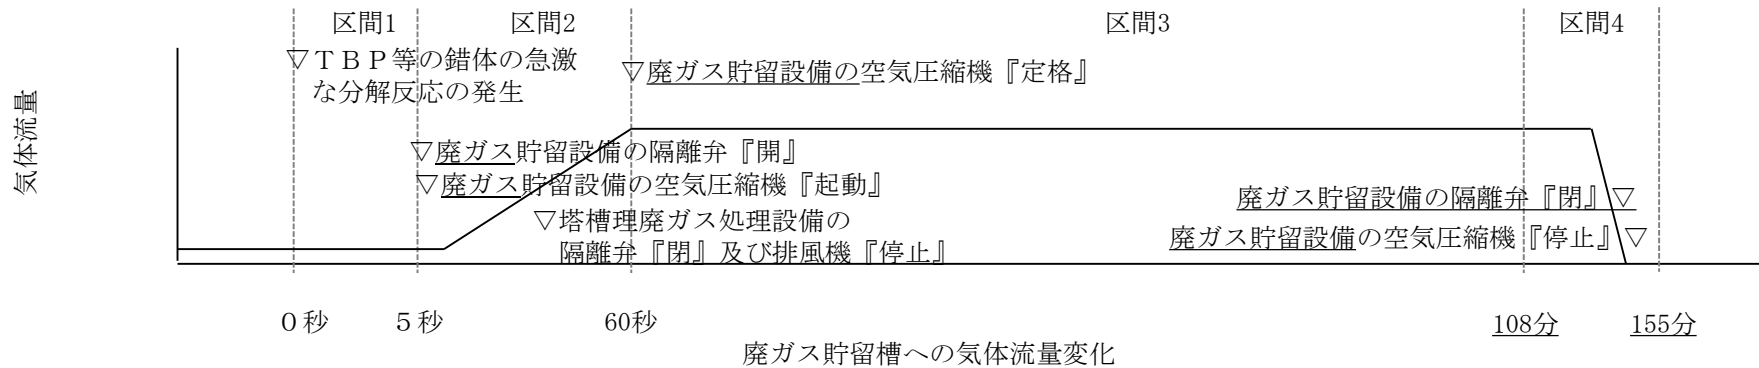 区間1
区間2
区間3
区間4
▽ＴＢＰ等の錯体の急激
な分解反応の発生
▽廃ガス貯留設備の空気圧縮機『定格』
気体流量
▽廃ガス貯留設備の隔離弁『開』
▽廃ガス貯留設備の空気圧縮機『起動』
廃ガス貯留設備の隔離弁『閉』▽
▽塔槽理廃ガス処理設備の
隔離弁『閉』及び排風機『停止』
廃ガス貯留設備の空気圧縮機『停止』▽
０秒
５秒
60秒
108分
155分
廃ガス貯留槽への気体流量変化